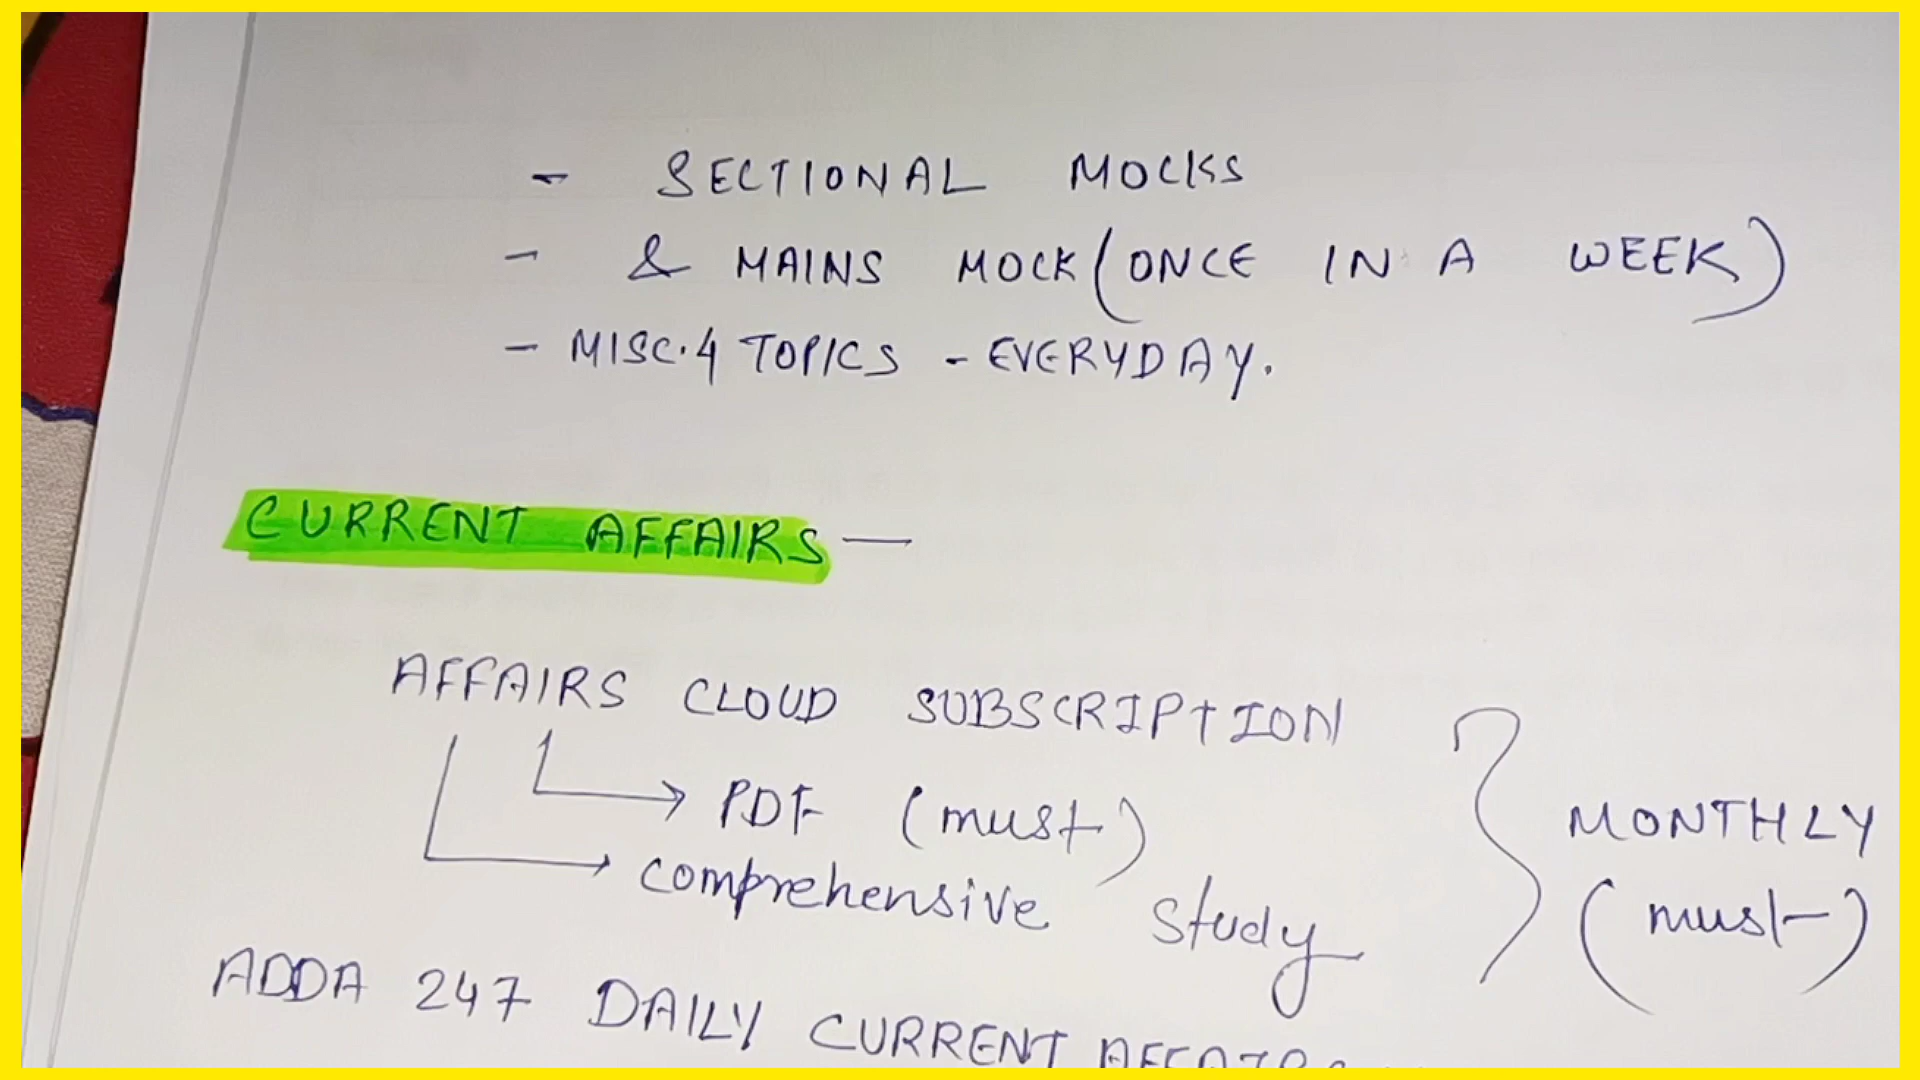 - SECTIONAL MOCKS
- & MAINS MOCK (ONCE IN A WEEK)
- MISC. 4 TOPICS - EVERYDAY.
CURRENT AFFAIRS —
AFFAIRS CLOUD SUBSCRIPTION
→ PDF (must)
→ comprehensive study
MONTHLY
(must)
ADDA 247 DAILY CURRENT AFFAIRS